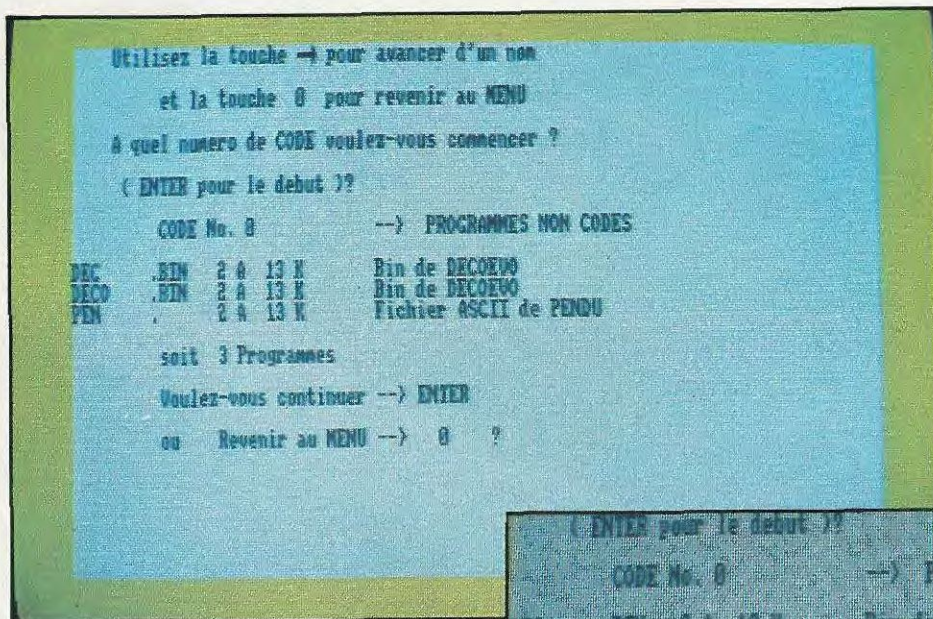 Utilisez la touche → pour avancer d'un nom
et la touche 0 pour revenir au MENU
A quel numero de CODE voulez-vous commencer ?
( ENTER pour le debut )?
CODE No. 0 --> PROGRAMMES NON CODES
DEC .BIN 2 A 13 K Bin de DECOEVO
DECO .BIN 2 A 13 K Bin de DECOEVO
PEN . 2 A 13 K Fichier ASCII de PENDU
soit 3 Programmes
Voulez-vous continuer --> ENTER
ou Revenir au MENU --> 0 ?
( ENTER pour le debut )?
CODE No. 0 -->